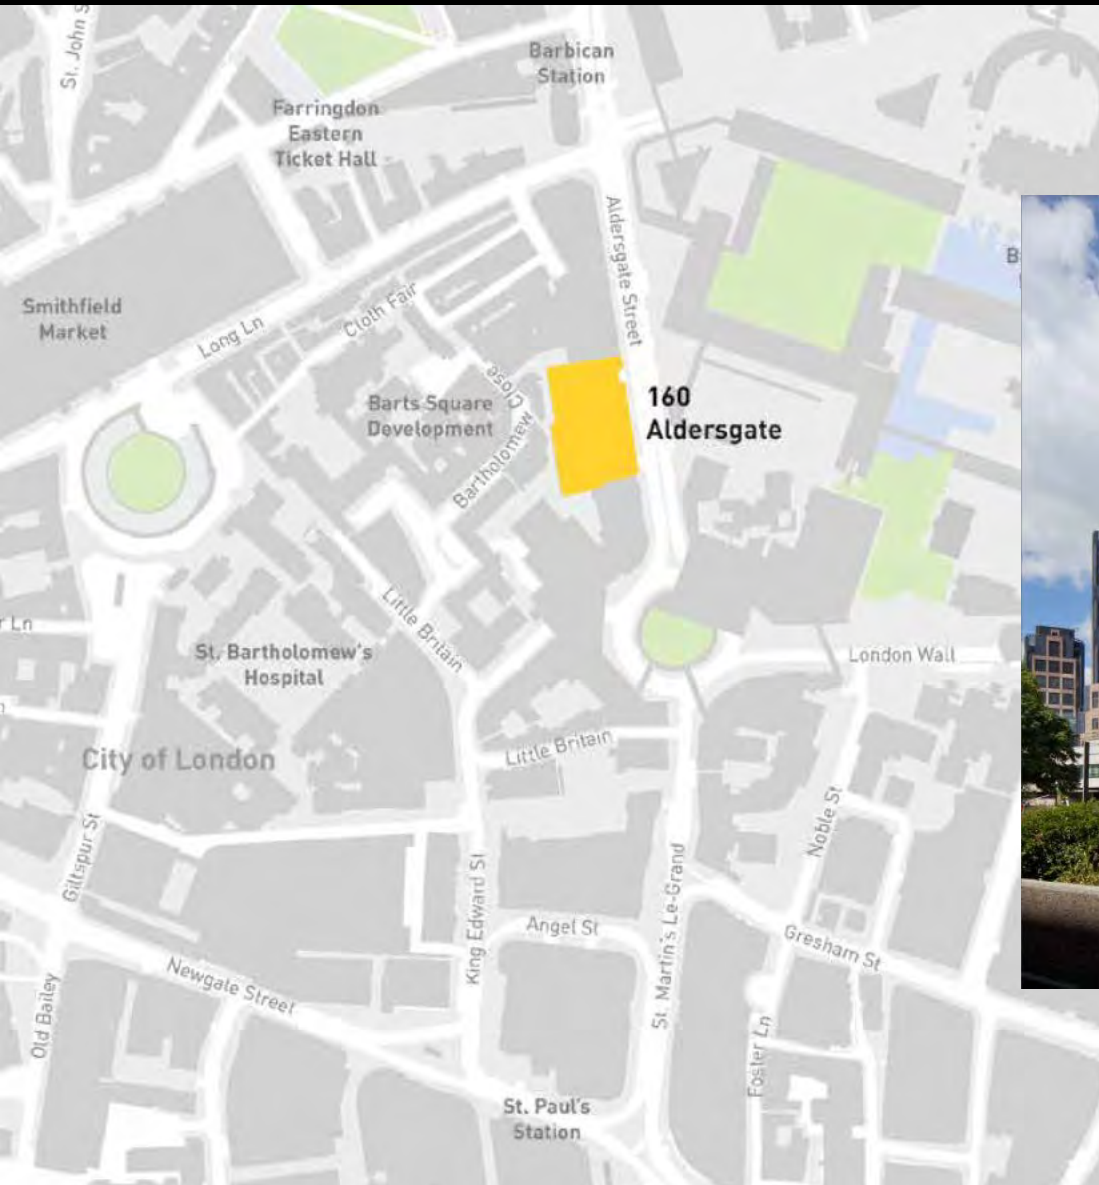 St. John S
Barbican
Station
Farringdon
Eastern
Ticket Hall
Aldersgate Street
B
Smithfield
Market
Long Ln
Cloth Fair
Close
Bartholomew
Barts Square
Development
160
Aldersgate
r Ln
Little Britain
St. Bartholomew's
Hospital
London Wall
City of London
Little Britain
Giltspur St
Noble St
King Edward St
St. Martin's Le-Grand
Angel St
Gresham St
Newgate Street
Old Bailey
Foster Ln
St. Paul's
Station